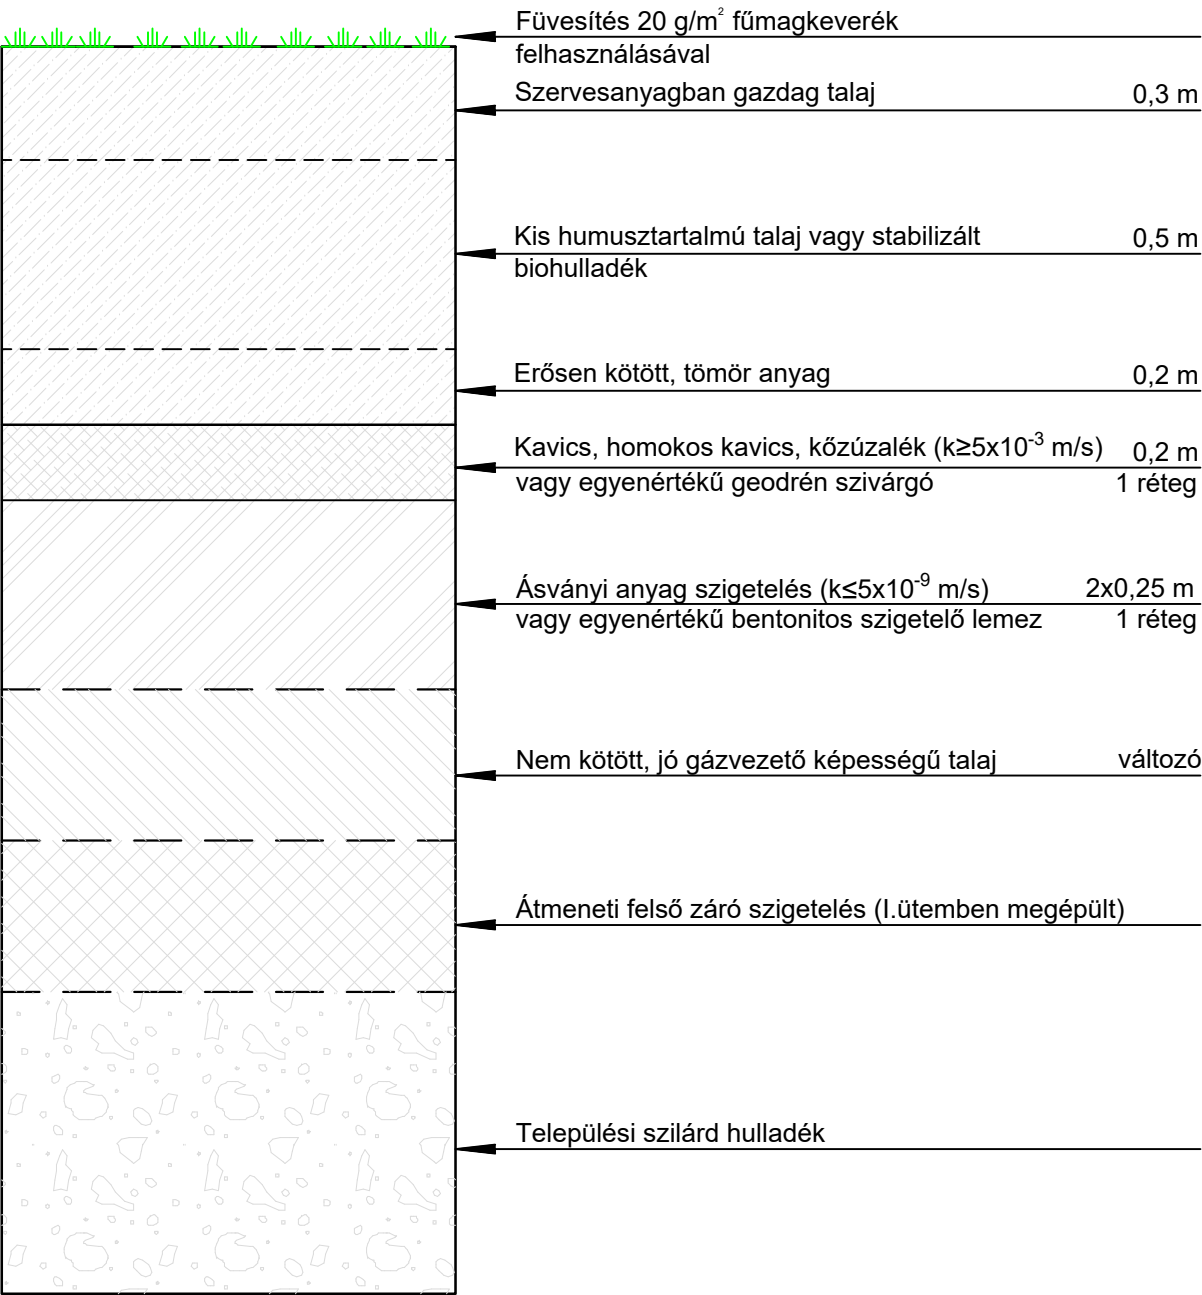 Füvesítés 20 g/m² fűmagkeverék
felhasználásával
Szervesanyagban gazdag talaj 0,3 m
Kis humusztartalmú talaj vagy stabilizált 0,5 m
biohulladék
Erősen kötött, tömör anyag 0,2 m
Kavics, homokos kavics, kőzúzalék (k≥5x10⁻³ m/s) 0,2 m
vagy egyenértékű geodrén szivárgó 1 réteg
Ásványi anyag szigetelés (k≤5x10⁻⁹ m/s) 2x0,25 m
vagy egyenértékű bentonitos szigetelő lemez 1 réteg
Nem kötött, jó gázvezető képességű talaj változó
Átmeneti felső záró szigetelés (I.ütemben megépült)
Települési szilárd hulladék